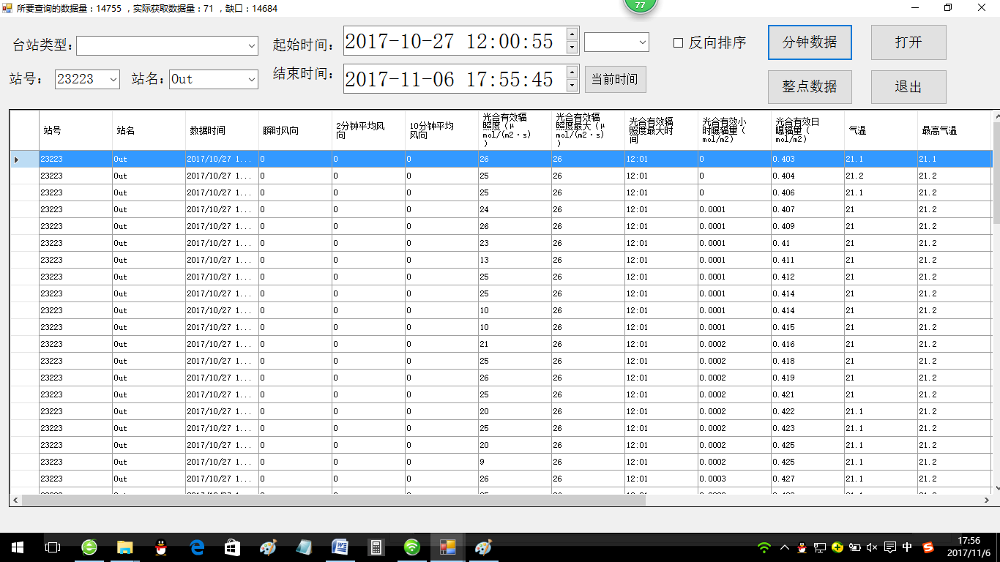 所要查询的数据量：14755 ，实际获取数据量：71 ，缺口：14684
77
台站类型:
起始时间: 2017-10-27 12:00:55
反向排序
分钟数据
打开
站号: 23223 站名: Out
结束时间: 2017-11-06 17:55:45
当前时间
整点数据
退出
站号 站名 数据时间 瞬时风向 2分钟平均风向 10分钟平均风向 光合有效辐照度(μmol/(m2·s)) 光合有效辐照度最大(μmol/(m2·s)) 光合有效辐照度最大时间 光合有效小时曝辐量(mol/m2) 光合有效日曝辐量(mol/m2) 气温 最高气温
23223 Out 2017/10/27 1... 0 0 0 26 26 12:01 0 0.403 21.1 21.1
23223 Out 2017/10/27 1... 0 0 0 25 26 12:01 0 0.404 21.2 21.2
23223 Out 2017/10/27 1... 0 0 0 25 26 12:01 0 0.406 21.1 21.2
23223 Out 2017/10/27 1... 0 0 0 24 26 12:01 0.0001 0.407 21 21.2
23223 Out 2017/10/27 1... 0 0 0 26 26 12:01 0.0001 0.409 21 21.2
23223 Out 2017/10/27 1... 0 0 0 23 26 12:01 0.0001 0.41 21 21.2
23223 Out 2017/10/27 1... 0 0 0 13 26 12:01 0.0001 0.411 21 21.2
23223 Out 2017/10/27 1... 0 0 0 25 26 12:01 0.0001 0.412 21 21.2
23223 Out 2017/10/27 1... 0 0 0 25 26 12:01 0.0001 0.414 21 21.2
23223 Out 2017/10/27 1... 0 0 0 10 26 12:01 0.0001 0.414 21 21.2
23223 Out 2017/10/27 1... 0 0 0 10 26 12:01 0.0001 0.415 21 21.2
23223 Out 2017/10/27 1... 0 0 0 21 26 12:01 0.0002 0.416 21 21.2
23223 Out 2017/10/27 1... 0 0 0 25 26 12:01 0.0002 0.418 21 21.2
23223 Out 2017/10/27 1... 0 0 0 26 26 12:01 0.0002 0.419 21 21.2
23223 Out 2017/10/27 1... 0 0 0 25 26 12:01 0.0002 0.421 21 21.2
23223 Out 2017/10/27 1... 0 0 0 20 26 12:01 0.0002 0.422 21.1 21.2
23223 Out 2017/10/27 1... 0 0 0 25 26 12:01 0.0002 0.423 21.1 21.2
23223 Out 2017/10/27 1... 0 0 0 20 26 12:01 0.0002 0.425 21.1 21.2
23223 Out 2017/10/27 1... 0 0 0 9 26 12:01 0.0002 0.425 21.1 21.2
23223 Out 2017/10/27 1... 0 0 0 26 26 12:01 0.0003 0.427 21.1 21.2
中
17:56
2017/11/6